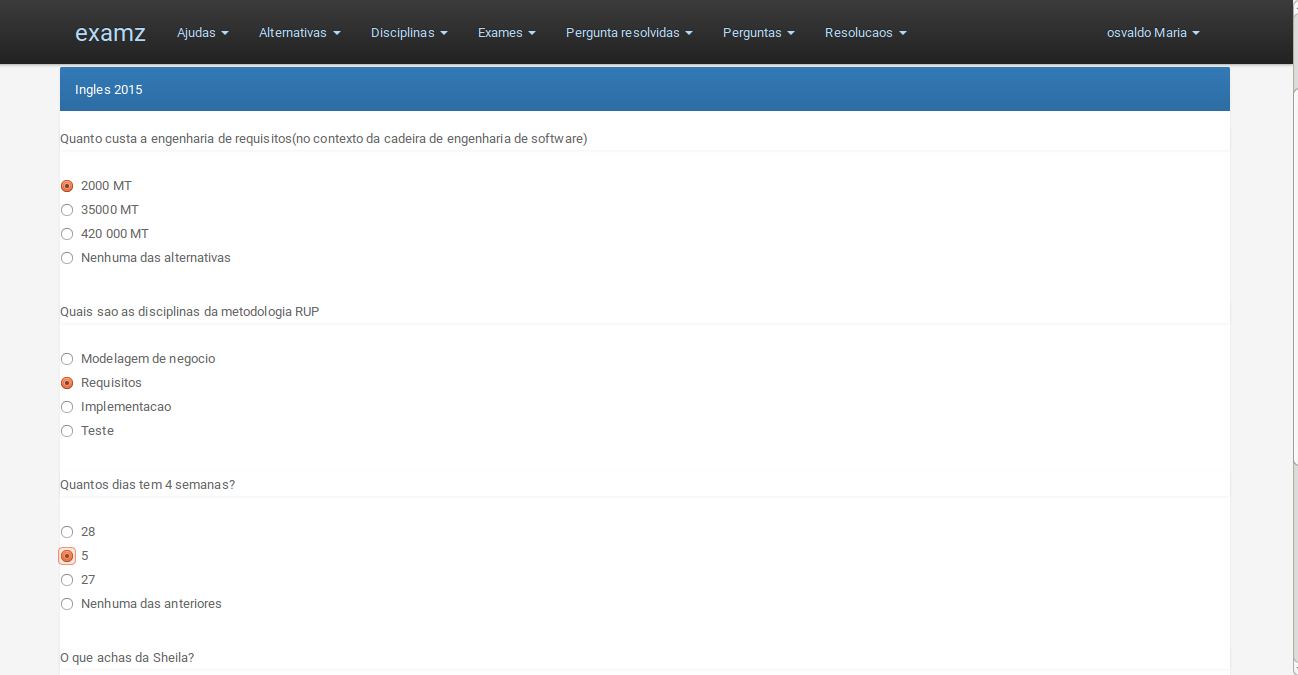 examz Ajudas Alternativas Disciplinas Exames Pergunta resolvidas Perguntas Resolucaos osvaldo Maria
Ingles 2015
Quanto custa a engenharia de requisitos(no contexto da cadeira de engenharia de software)
2000 MT
35000 MT
420 000 MT
Nenhuma das alternativas
Quais sao as disciplinas da metodologia RUP
Modelagem de negocio
Requisitos
Implementacao
Teste
Quantos dias tem 4 semanas?
28
5
27
Nenhuma das anteriores
O que achas da Sheila?